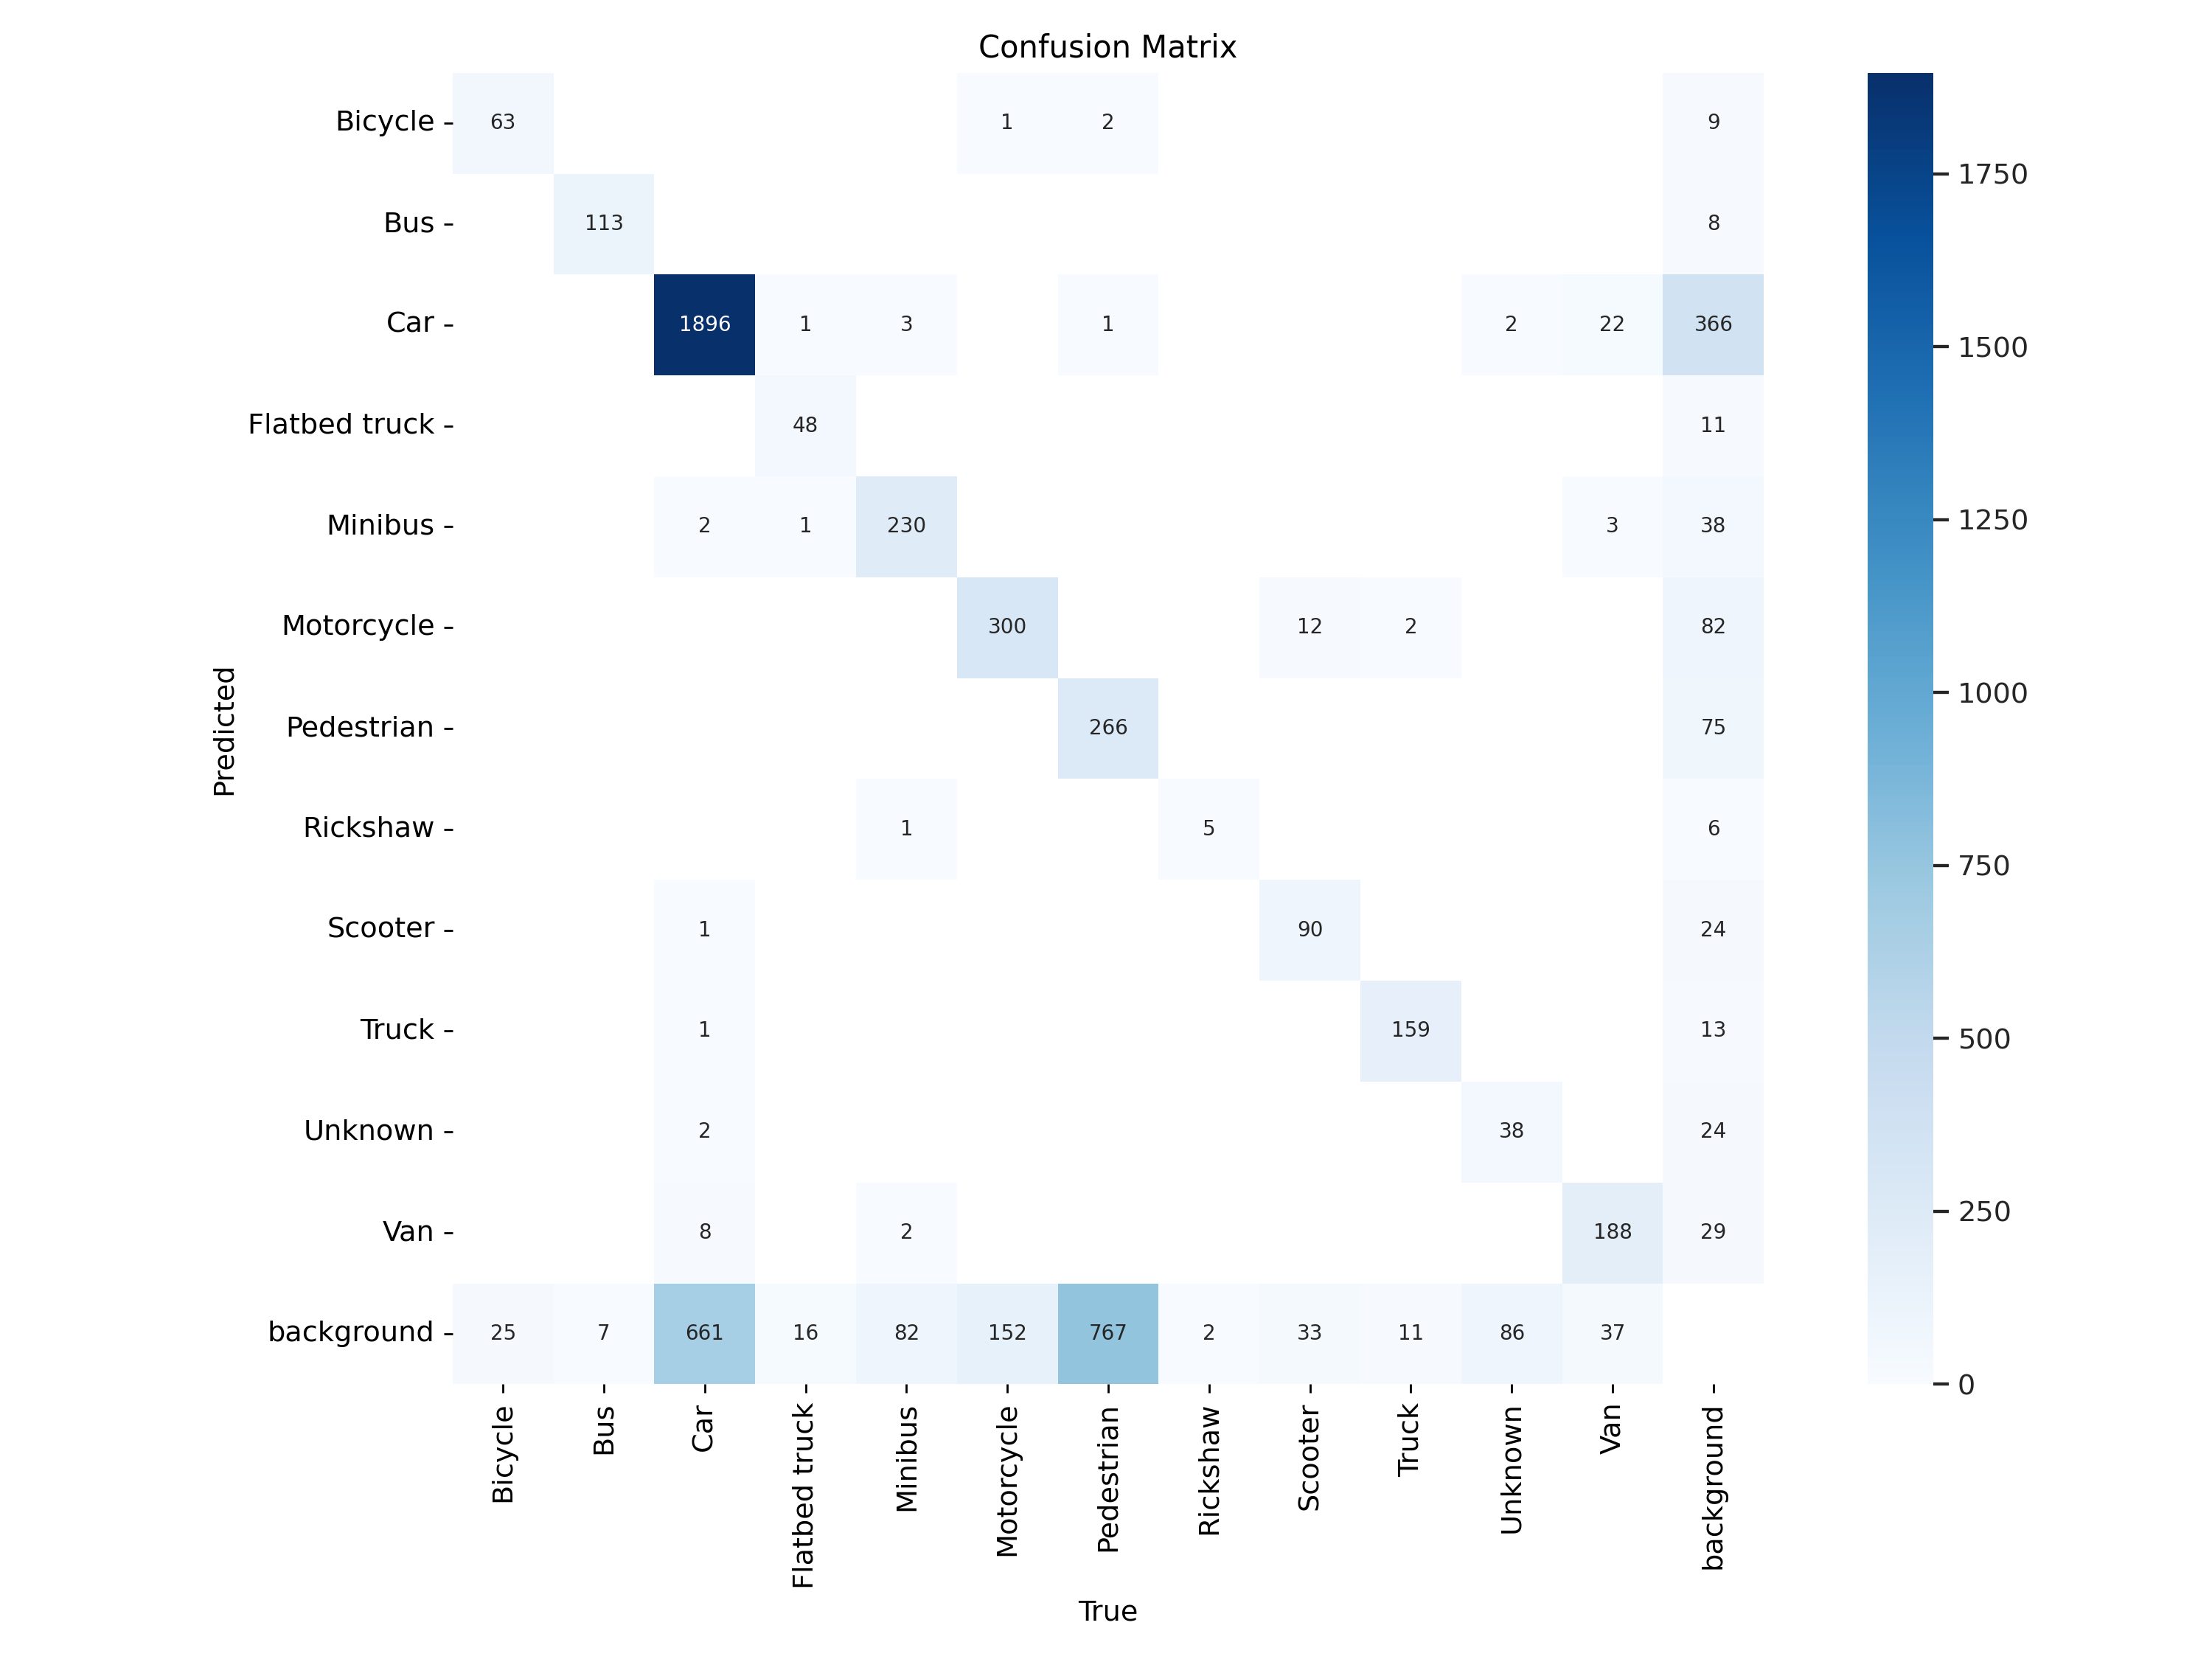 Confusion Matrix
Bicycle 63 1 2 9
Bus 113 8
Car 1896 1 3 1 2 22 366
Flatbed truck 48 11
Minibus 2 1 230 3 38
Motorcycle 300 12 2 82
Pedestrian 266 75
Rickshaw 1 5 6
Scooter 1 90 24
Truck 1 159 13
Unknown 2 38 24
Van 8 2 188 29
background 25 7 661 16 82 152 767 2 33 11 86 37
Predicted
Bicycle
Bus
Car
Flatbed truck
Minibus
Motorcycle
Pedestrian
Rickshaw
Scooter
Truck
Unknown
Van
background
True
1750
1500
1250
1000
750
500
250
0